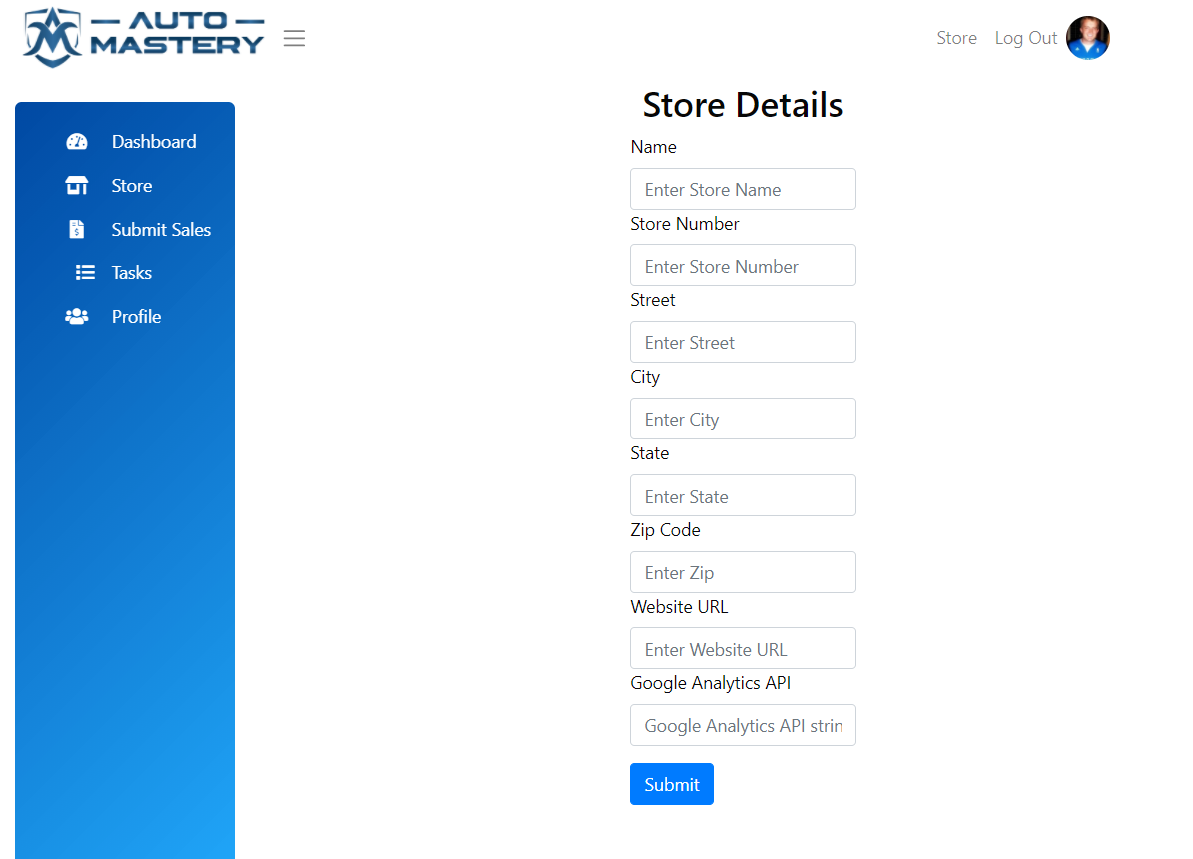 — AUTO —
MASTERY
Store Log Out
Dashboard
Store
Submit Sales
Tasks
Profile
Store Details
Name
Enter Store Name
Store Number
Enter Store Number
Street
Enter Street
City
Enter City
State
Enter State
Zip Code
Enter Zip
Website URL
Enter Website URL
Google Analytics API
Google Analytics API strin
Submit